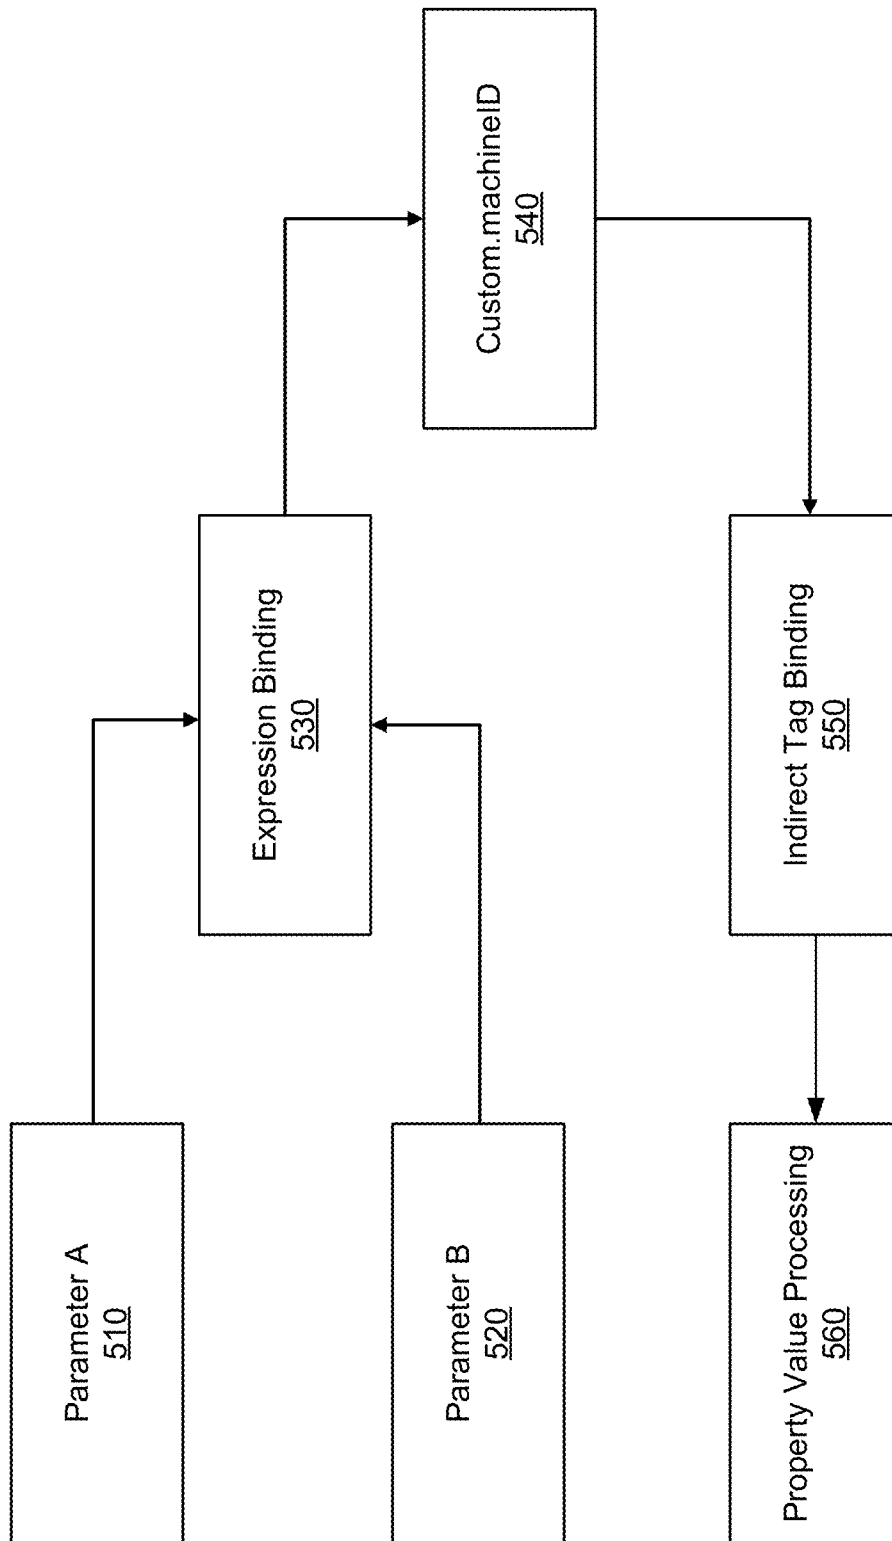 Parameter A
510
Parameter B
520
Expression Binding
530
Custom.machineID
540
Indirect Tag Binding
550
Property Value Processing
560